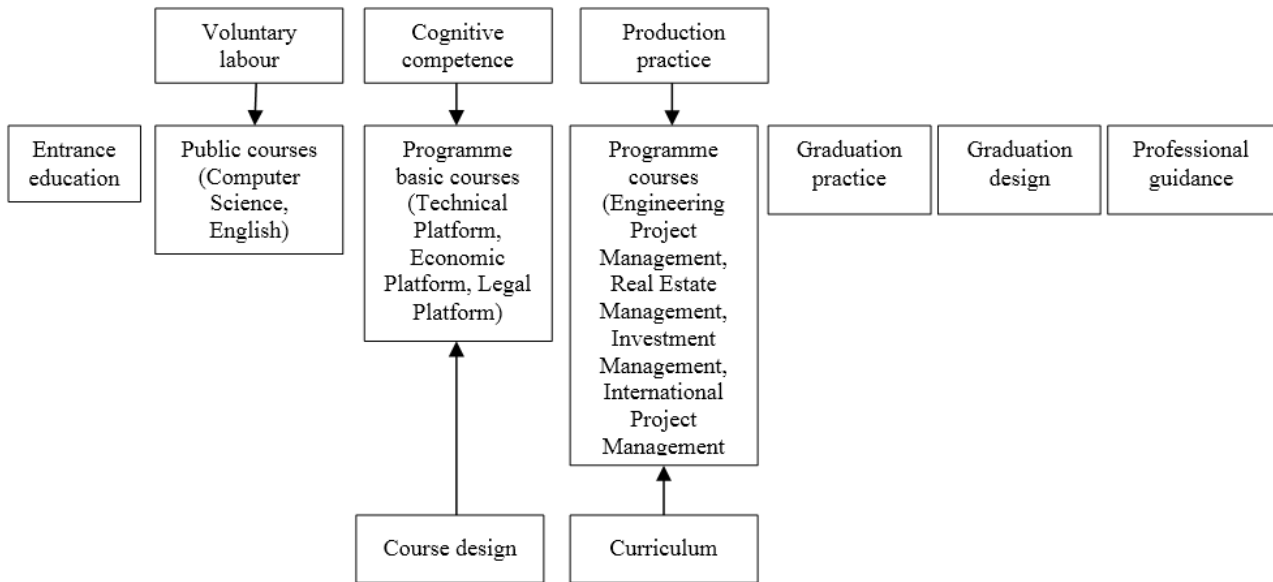 Voluntary
labour
Cognitive
competence
Production
practice
Entrance
education
Public courses
(Computer
Science,
English)
Programme
basic courses
(Technical
Platform,
Economic
Platform, Legal
Platform)
Programme
courses
(Engineering
Project
Management,
Real Estate
Management,
Investment
Management,
International
Project
Management
Graduation
practice
Graduation
design
Professional
guidance
Course design
Curriculum